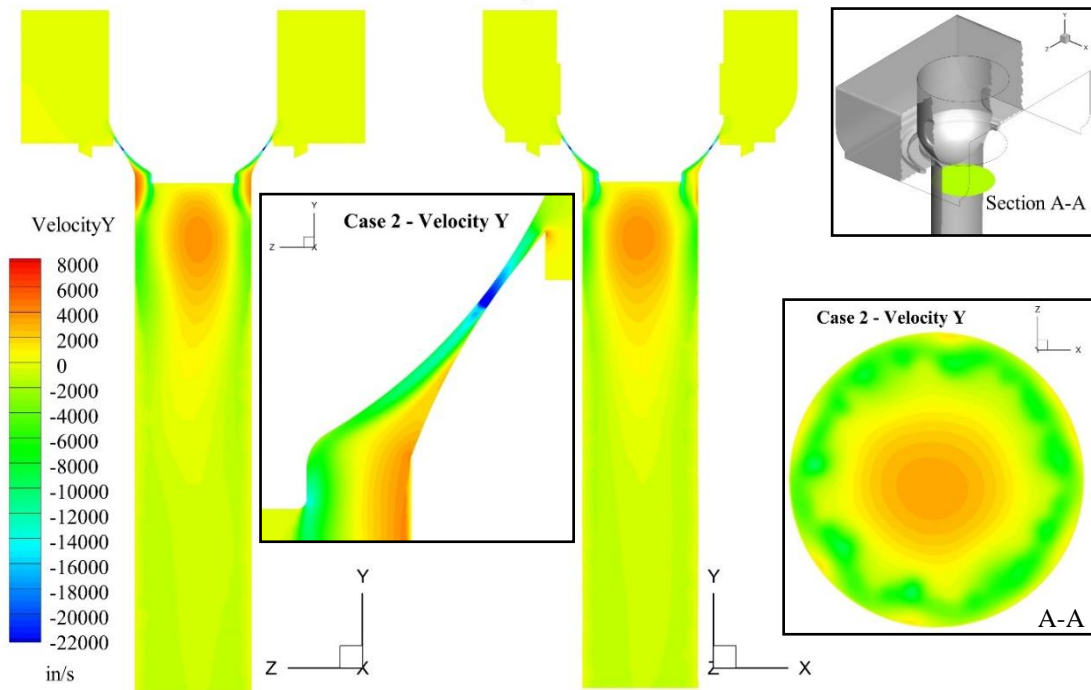 VelocityY
8000
6000
4000
2000
0
-2000
-4000
-6000
-8000
-10000
-12000
-14000
-16000
-18000
-20000
-22000
in/s
Y
Z X
Case 2 - Velocity Y
Y
Z X
Y
Z X
Y
Z X
Section A-A
Case 2 - Velocity Y
Z
Y X
A-A